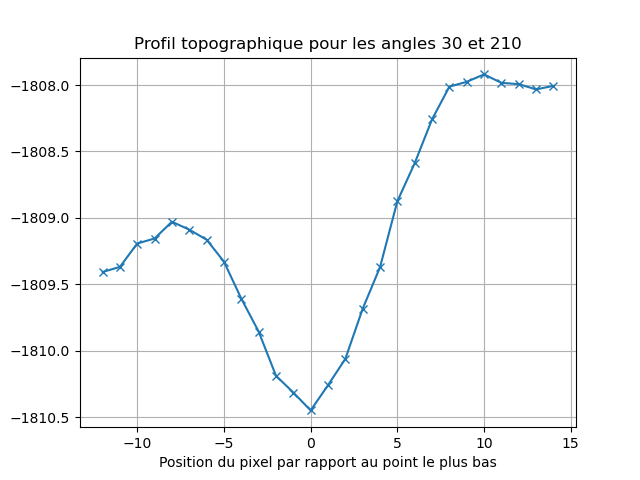 Profil topographique pour les angles 30 et 210
−1808.0
−1808.5
−1809.0
−1809.5
−1810.0
−1810.5
−10 −5 0 5 10 15
Position du pixel par rapport au point le plus bas